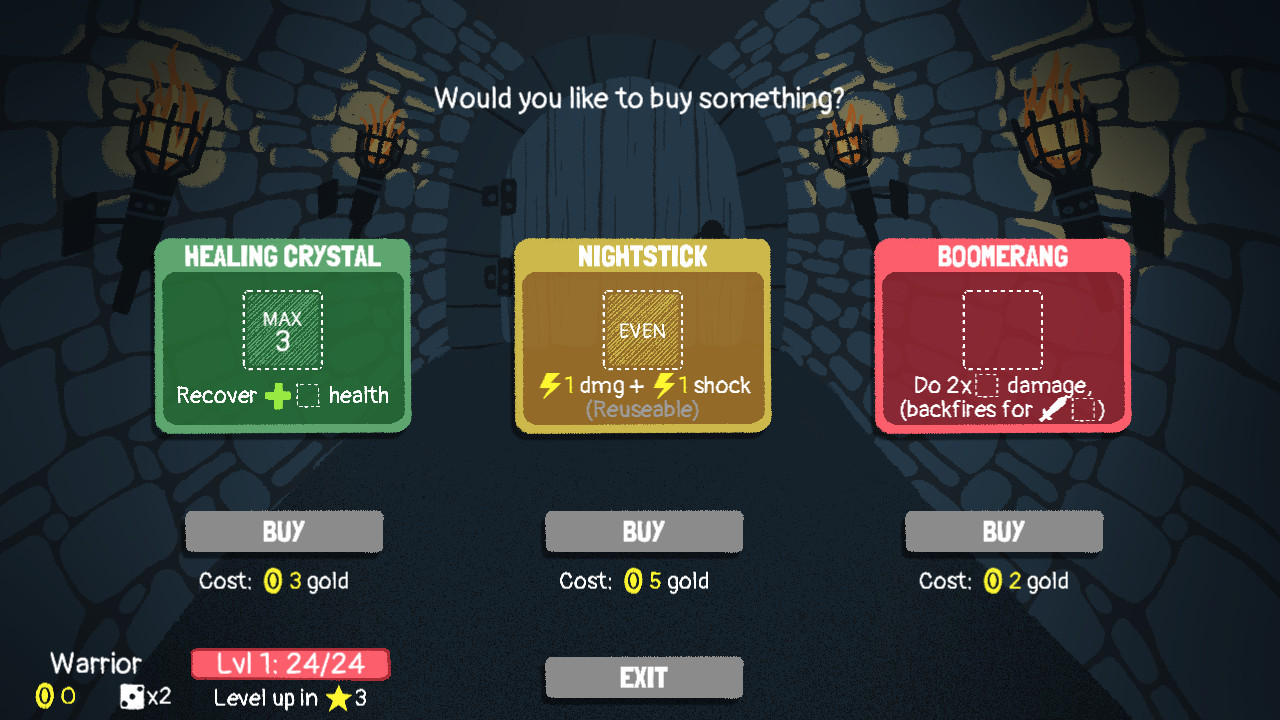 Would you like to buy something?
HEALING CRYSTAL
MAX
3
Recover health
NIGHTSTICK
EVEN
1 dmg + 1 shock
(Reuseable)
BOOMERANG
Do 2x damage,
(backfires for )
BUY
BUY
BUY
Cost: 3 gold
Cost: 5 gold
Cost: 2 gold
Warrior
Lvl 1: 24/24
EXIT
0
x2
Level up in 3